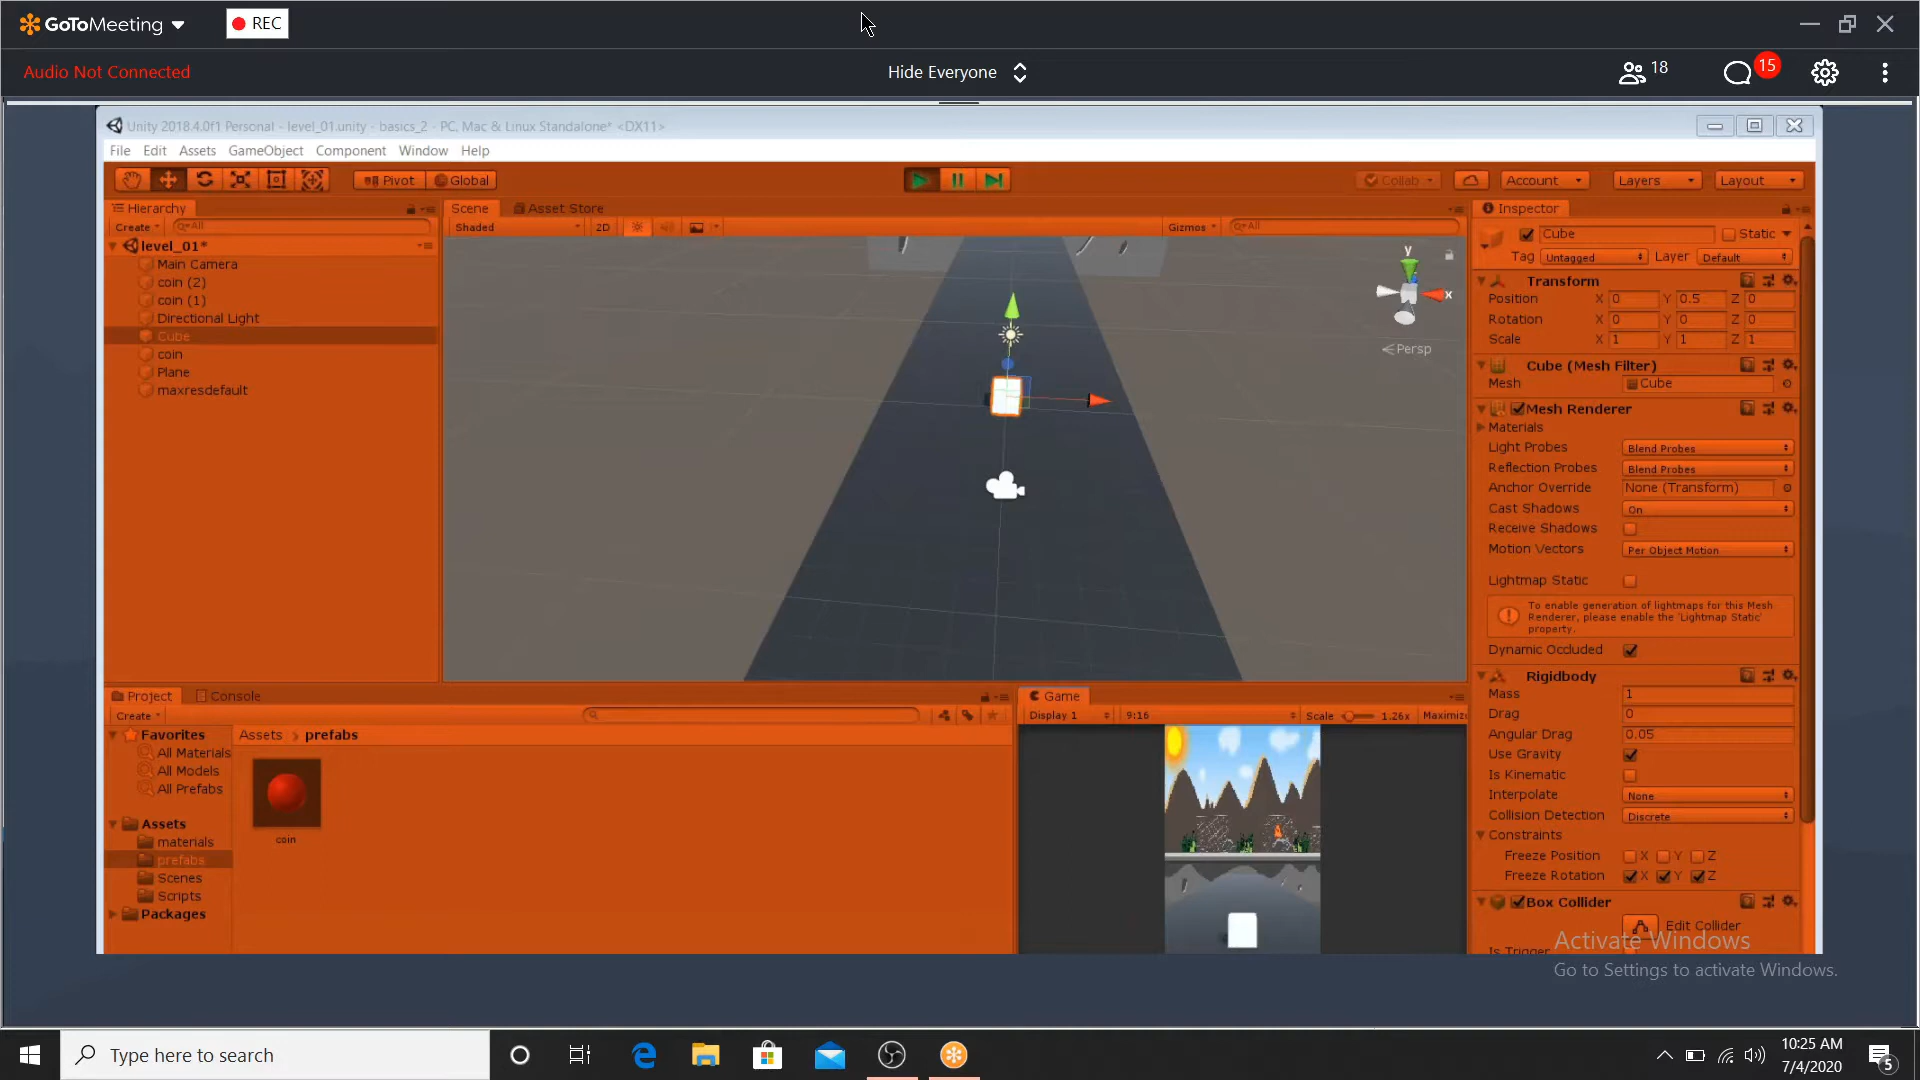 GoToMeeting
REC
Audio Not Connected
Hide Everyone
18
15
Unity 2018.4.0f1 Personal - level_01.unity - basics_2 - PC, Mac & Linux Standalone* <DX11>
File Edit Assets GameObject Component Window Help
Pivot Global
Collab Account Layers Layout
Hierarchy
Create All
level_01*
Main Camera
coin (2)
coin (1)
Directional Light
Cube
coin
Plane
maxresdefault
Scene Asset Store
Shaded 2D Gizmos All
y
x
Persp
Inspector
Cube Static
Tag Untagged Layer Default
Transform
Position X 0 Y 0.5 Z 0
Rotation X 0 Y 0 Z 0
Scale X 1 Y 1 Z 1
Cube (Mesh Filter)
Mesh Cube
Mesh Renderer
Materials
Light Probes Blend Probes
Reflection Probes Blend Probes
Anchor Override None (Transform)
Cast Shadows On
Receive Shadows
Motion Vectors Per Object Motion
Lightmap Static
To enable generation of lightmaps for this Mesh
Renderer, please enable the 'Lightmap Static'
property.
Dynamic Occluded
Rigidbody
Mass 1
Drag 0
Angular Drag 0.05
Use Gravity
Is Kinematic
Interpolate None
Collision Detection Discrete
Constraints
Freeze Position X Y Z
Freeze Rotation X Y Z
Box Collider
Edit Collider
Is Trigger
Project Console
Create
Favorites
All Materials
All Models
All Prefabs
Assets
materials
prefabs
Scenes
Scripts
Packages
Assets prefabs
coin
Game
Display 1 9:16 Scale 1.26x Maximiz
Activate Windows
Go to Settings to activate Windows.
Type here to search
10:25 AM
7/4/2020
5